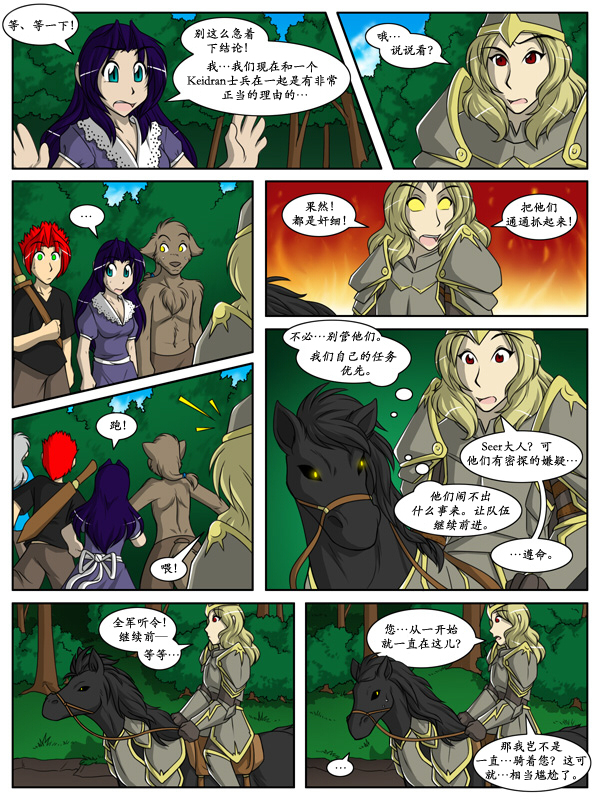 等、等一下！
别这么急着
下结论！
我…我们现在和一个
Keidran士兵在一起是有非常
正当的理由的…
哦…
说说看？
…
果然！
都是奸细！
把他们
通通抓起来！
跑！
喂！
不必…别管他们。
我们自己的任务
优先。
Seer大人？可
他们有密探的嫌疑…
他们闹不出
什么事来。让队伍
继续前进。
…遵命。
全军听令！
继续前—
等等…
您…从一开始
就一直在这儿？
…
那我岂不是
一直…骑着您？这可
就…相当尴尬了。